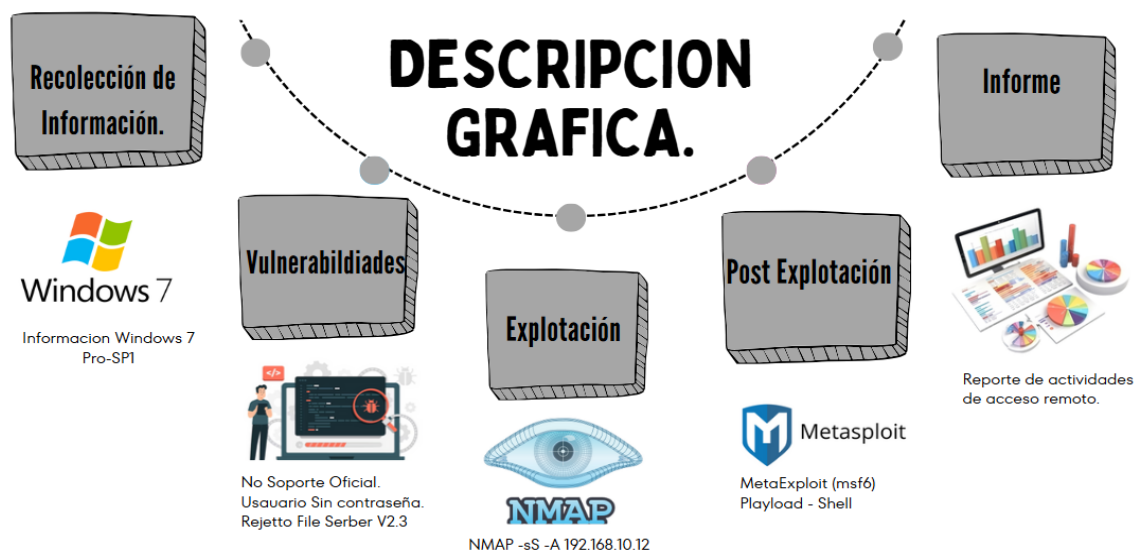 DESCRIPCION
GRAFICA.
Recolección de
Información.
Windows 7
Informacion Windows 7
Pro-SP1
Vulnerabildiades
</>
No Soporte Oficial.
Usauario Sin contraseña.
Rejetto File Serber V2.3
Explotación
NMAP
NMAP -sS -A 192.168.10.12
Post Explotación
Metasploit
MetaExploit (msf6)
Playload - Shell
Informe
Reporte de actividades
de acceso remoto.